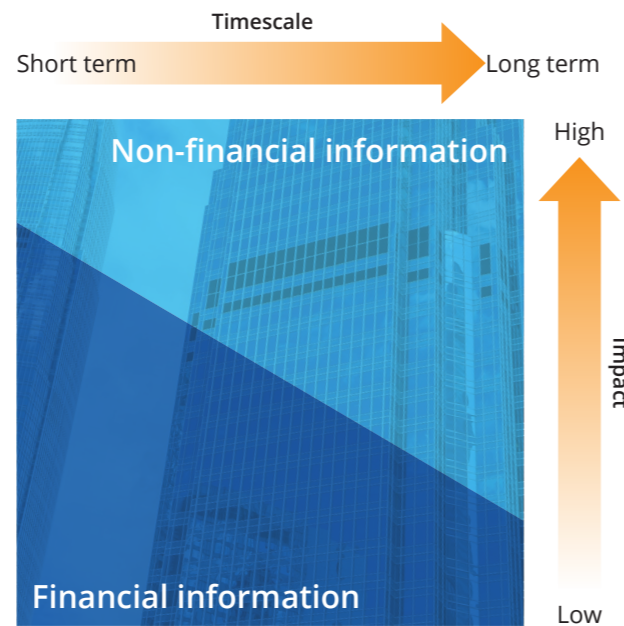 Timescale
Short term
Long term
High
Non-financial information
Impact
Financial information
Low